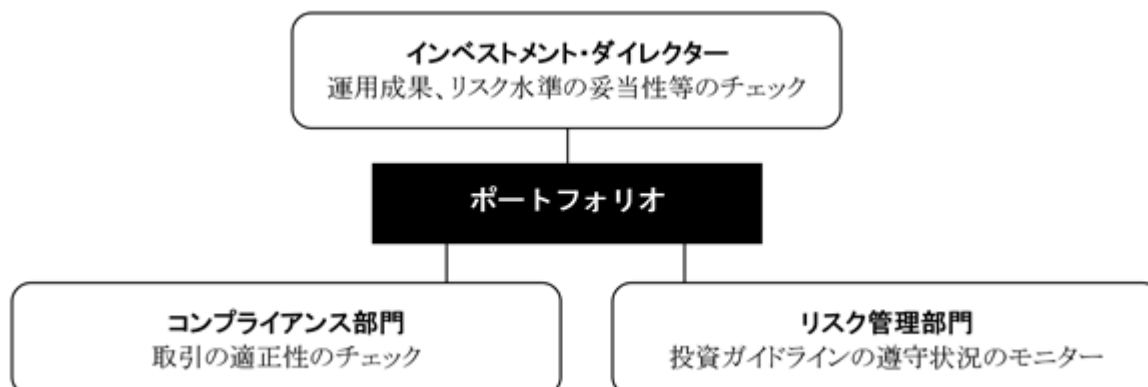 インベストメント・ダイレクター
運用成果、リスク水準の妥当性等のチェック
ポートフォリオ
コンプライアンス部門
取引の適正性のチェック
リスク管理部門
投資ガイドラインの遵守状況のモニター